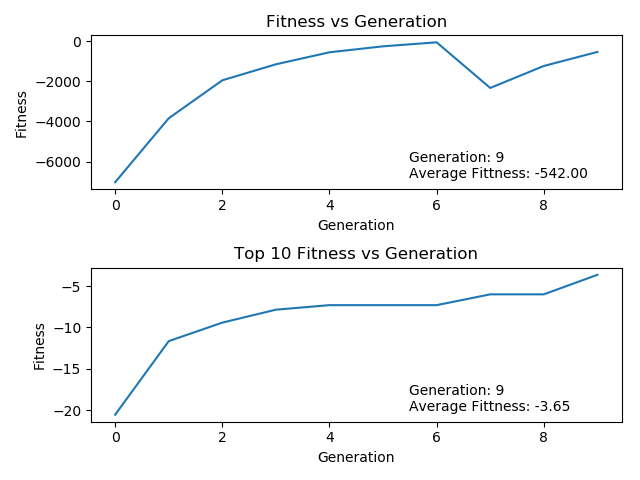 Fitness vs Generation
0
−2000
−4000
−6000
Fitness
Generation: 9
Average Fittness: -542.00
0 2 4 6 8
Generation
Top 10 Fitness vs Generation
−5
−10
−15
−20
Fitness
Generation: 9
Average Fittness: -3.65
0 2 4 6 8
Generation